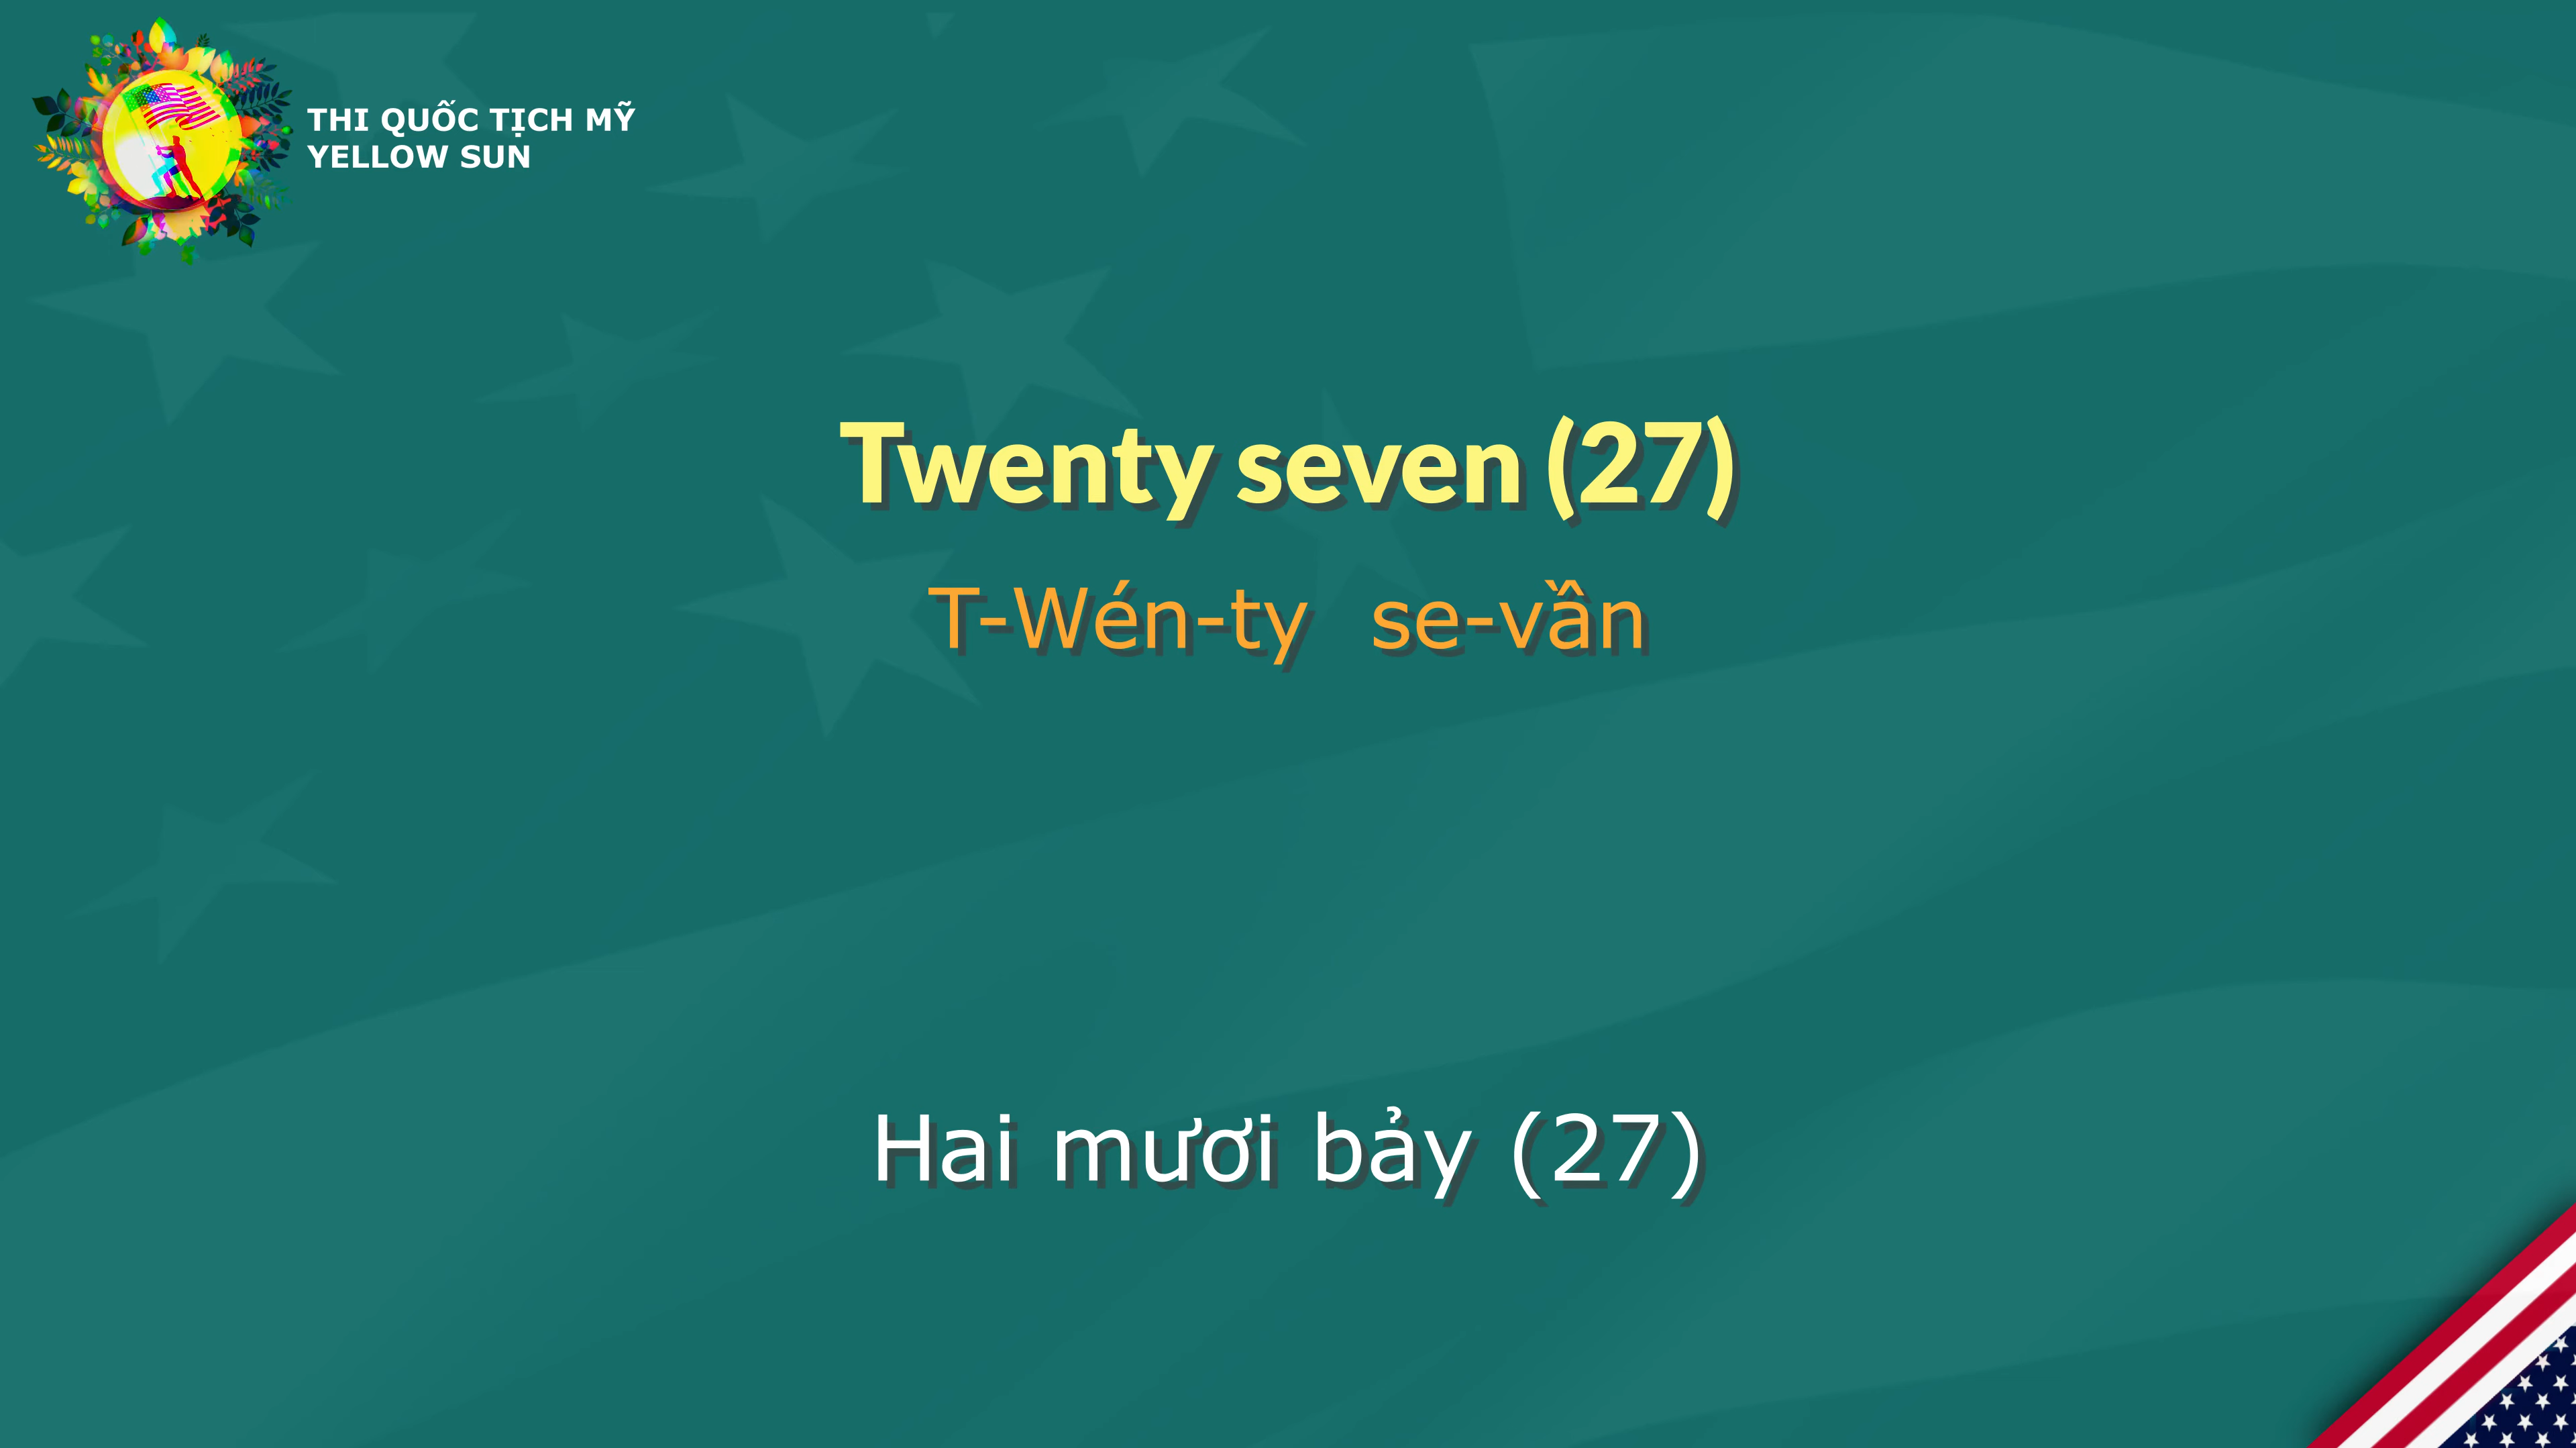 THI QUỐC TỊCH MỸ
YELLOW SUN
Twenty seven (27)
T-Wén-ty se-vần
Hai mươi bảy (27)